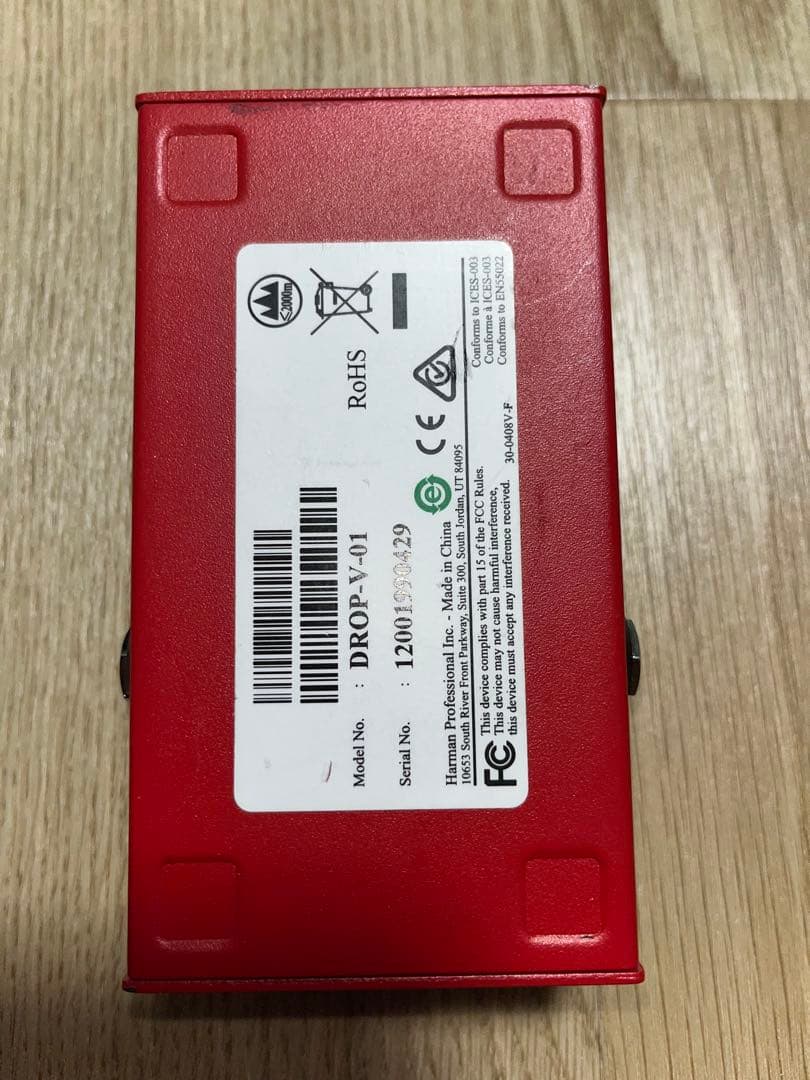 Model No. : DROP-V-01
RoHS
≤2000m
Serial No. : 12001990429
Harman Professional Inc. - Made in China
10653 South River Front Parkway, Suite 300, South Jordan, UT 84095
e
CE
FC
This device complies with part 15 of the FCC Rules.
This device may not cause harmful interference,
this device must accept any interference received.
30-0408V-F
Conforms to ICES-003
Conforme à ICES-003
Conforms to EN55022